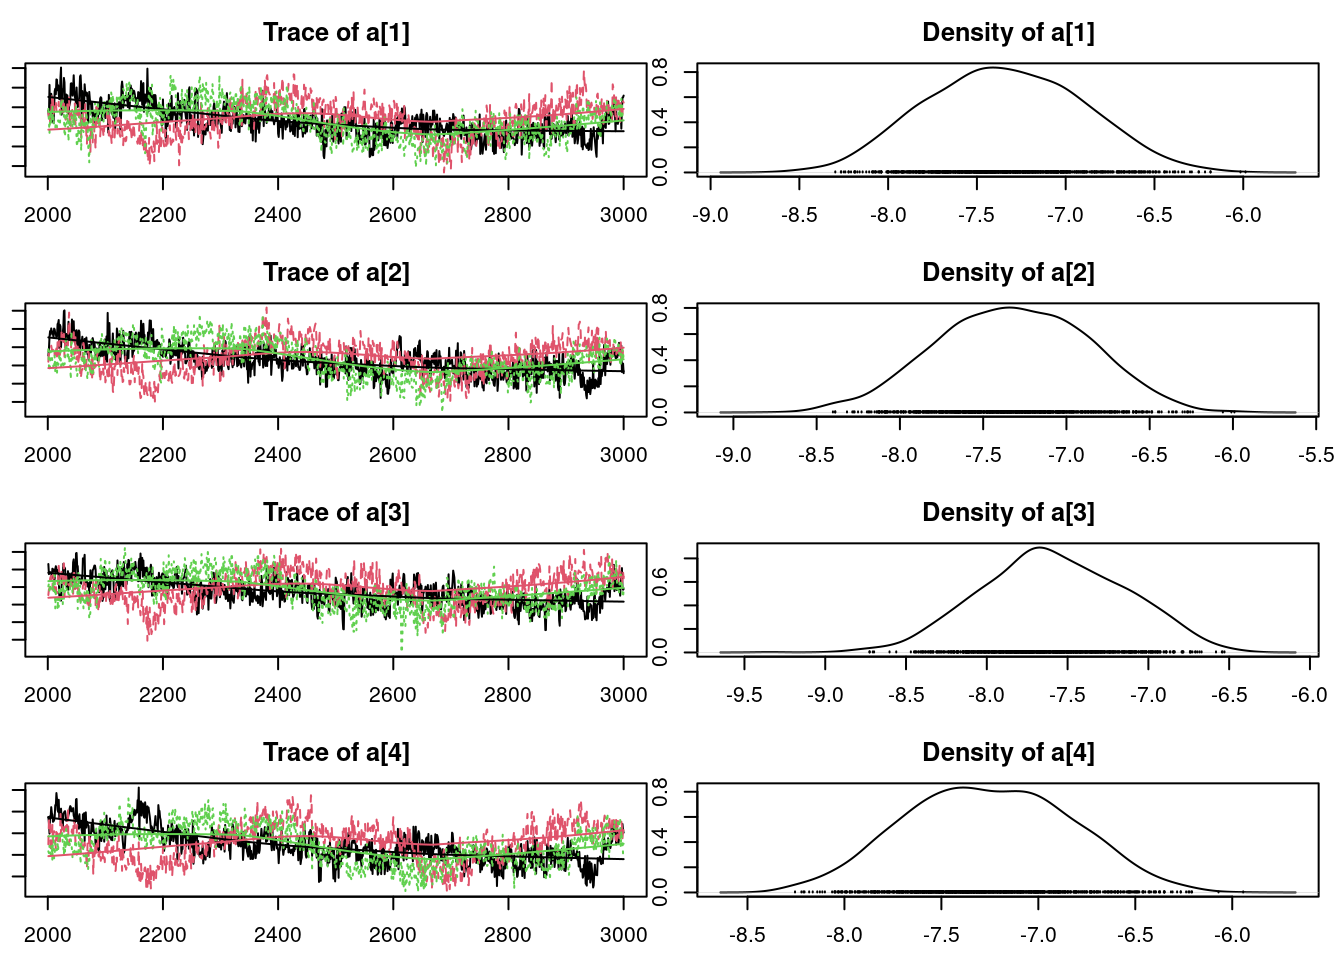 Trace of a[1]
2000 2200 2400 2600 2800 3000
Density of a[1]
0.0 0.4 0.8
-9.0 -8.5 -8.0 -7.5 -7.0 -6.5 -6.0
Trace of a[2]
2000 2200 2400 2600 2800 3000
Density of a[2]
0.0 0.4 0.8
-9.0 -8.5 -8.0 -7.5 -7.0 -6.5 -6.0 -5.5
Trace of a[3]
2000 2200 2400 2600 2800 3000
Density of a[3]
0.0 0.6
-9.5 -9.0 -8.5 -8.0 -7.5 -7.0 -6.5 -6.0
Trace of a[4]
2000 2200 2400 2600 2800 3000
Density of a[4]
0.0 0.4 0.8
-8.5 -8.0 -7.5 -7.0 -6.5 -6.0